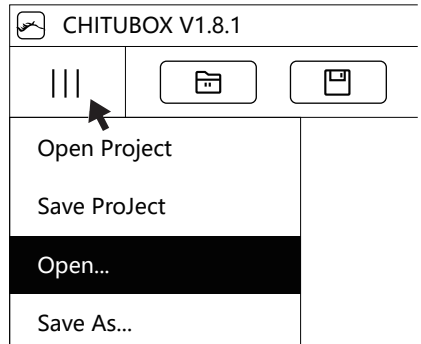 CHITUBOX V1.8.1
Open Project
Save ProJect
Open...
Save As...